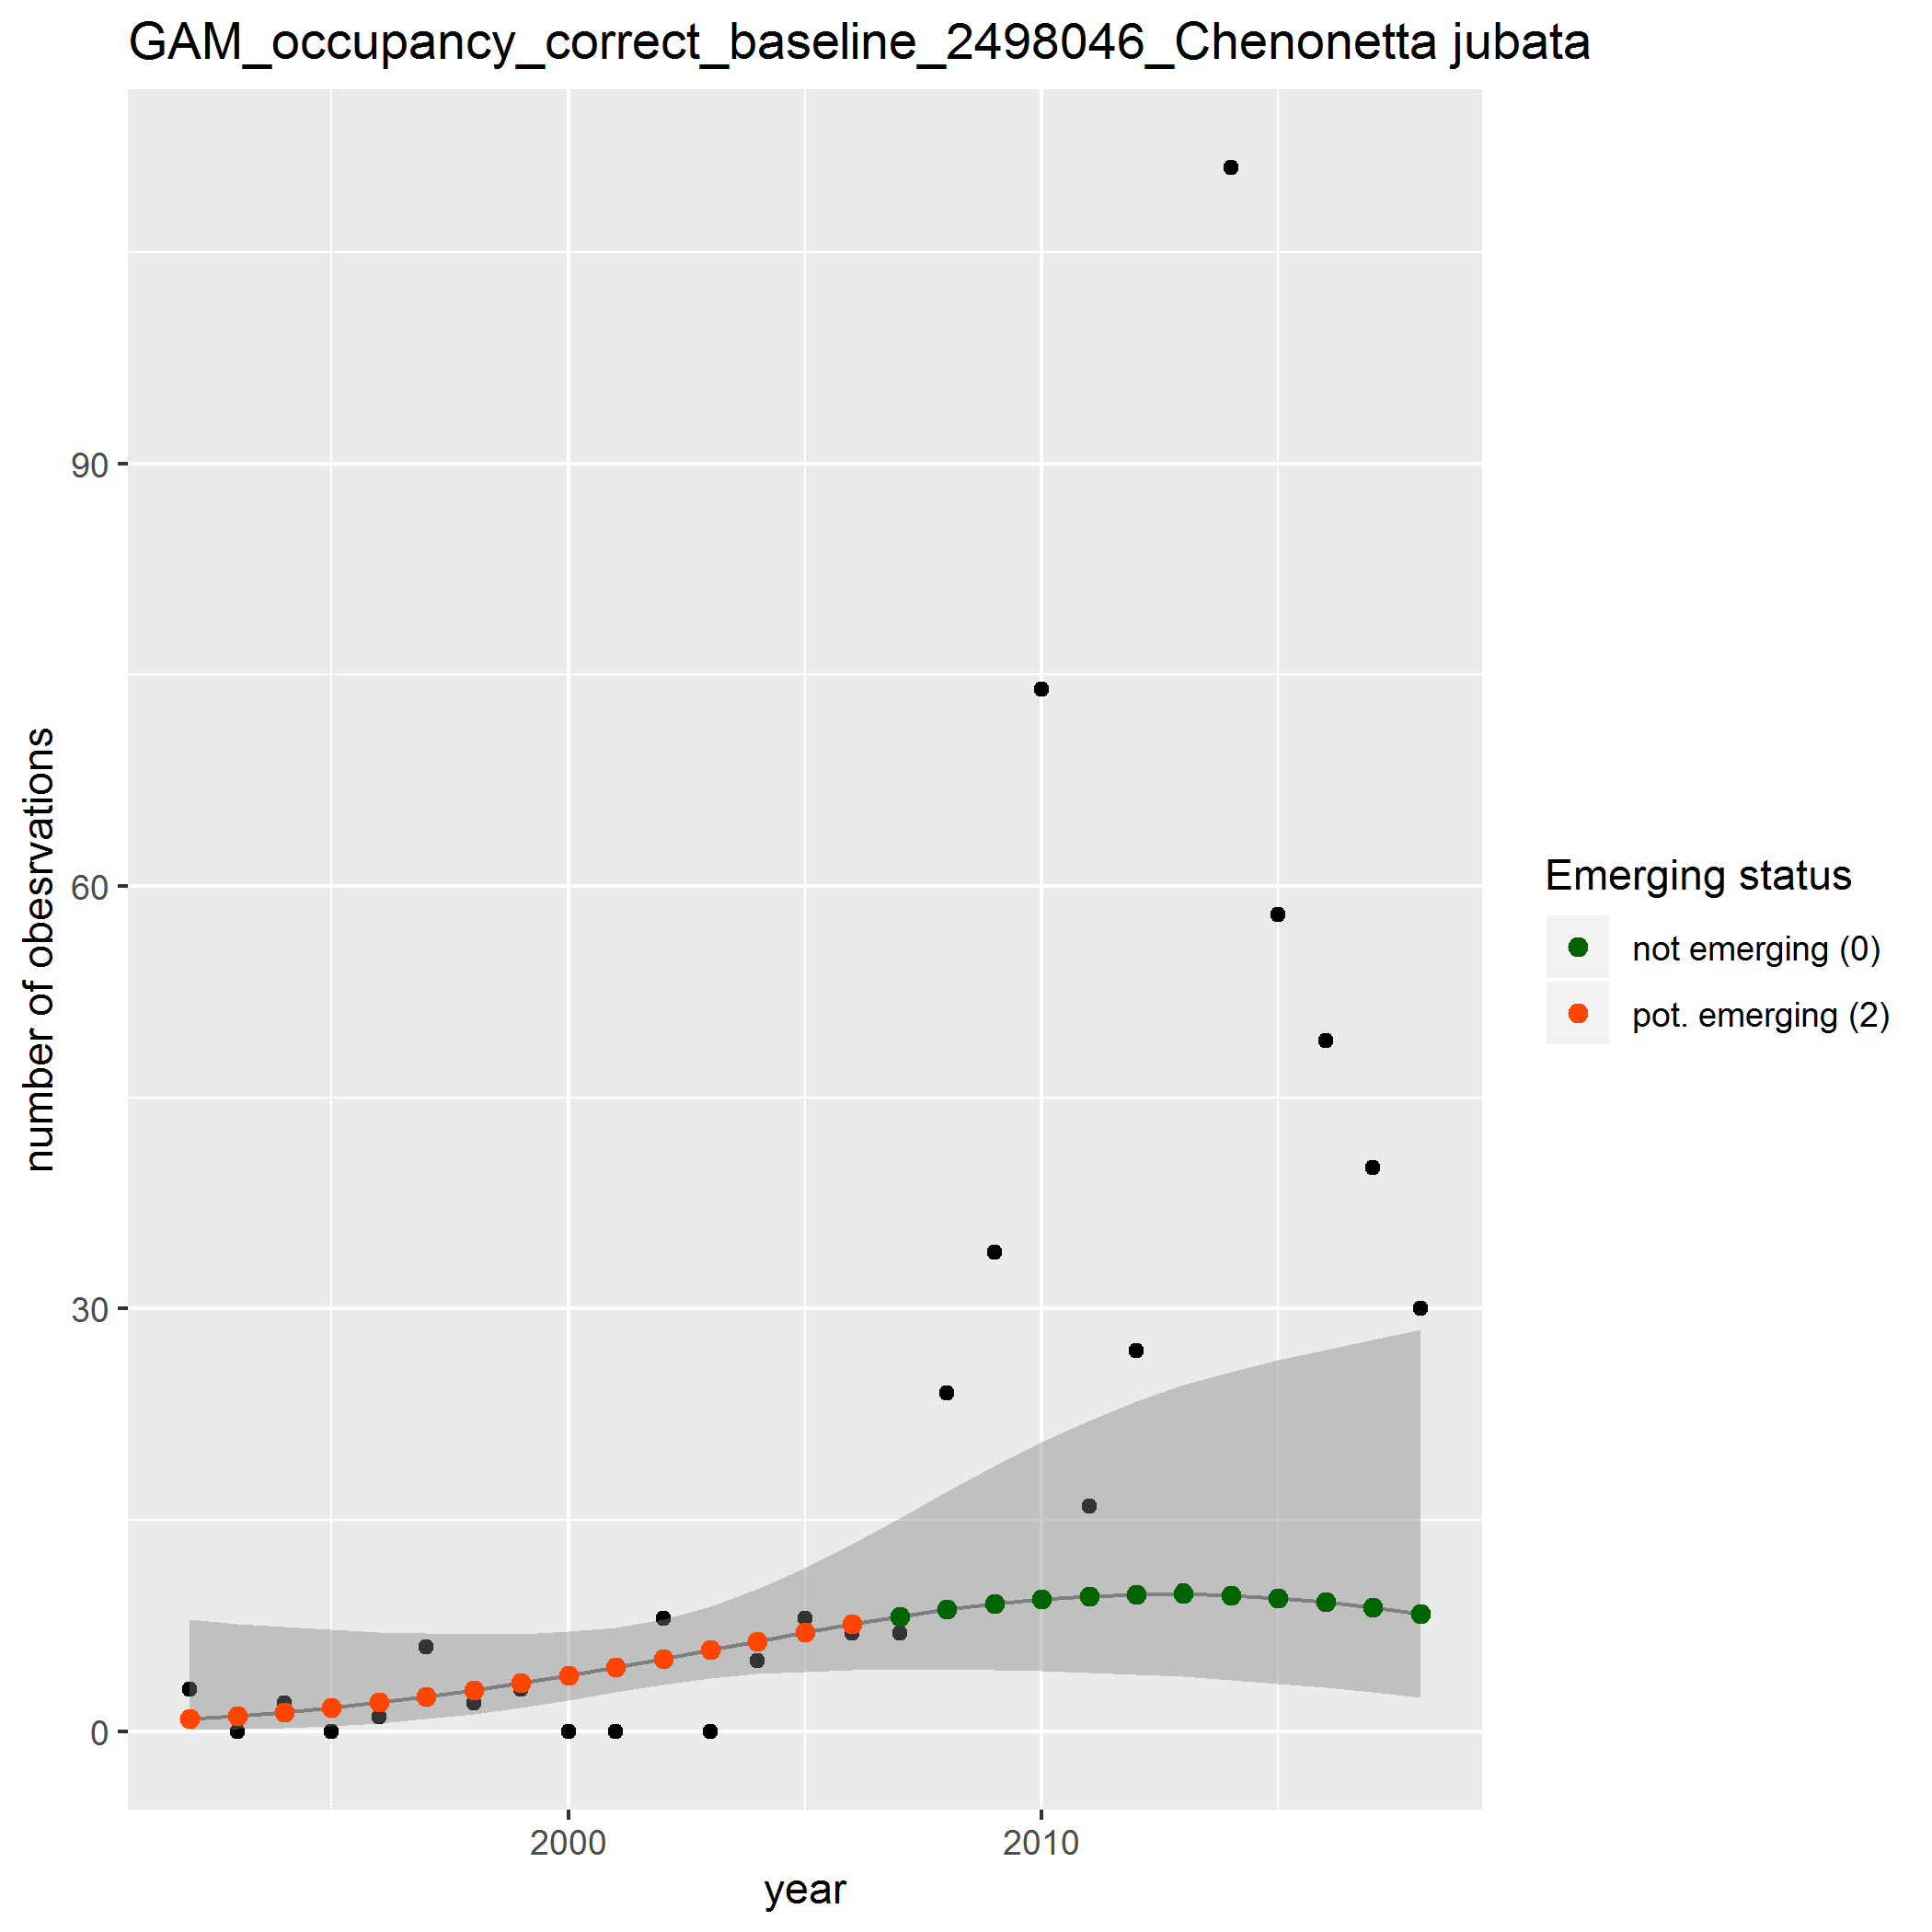 GAM_occupancy_correct_baseline_2498046_Chenonetta jubata
number of obesrvations
90
60
30
0
2000
2010
year
Emerging status
not emerging (0)
pot. emerging (2)